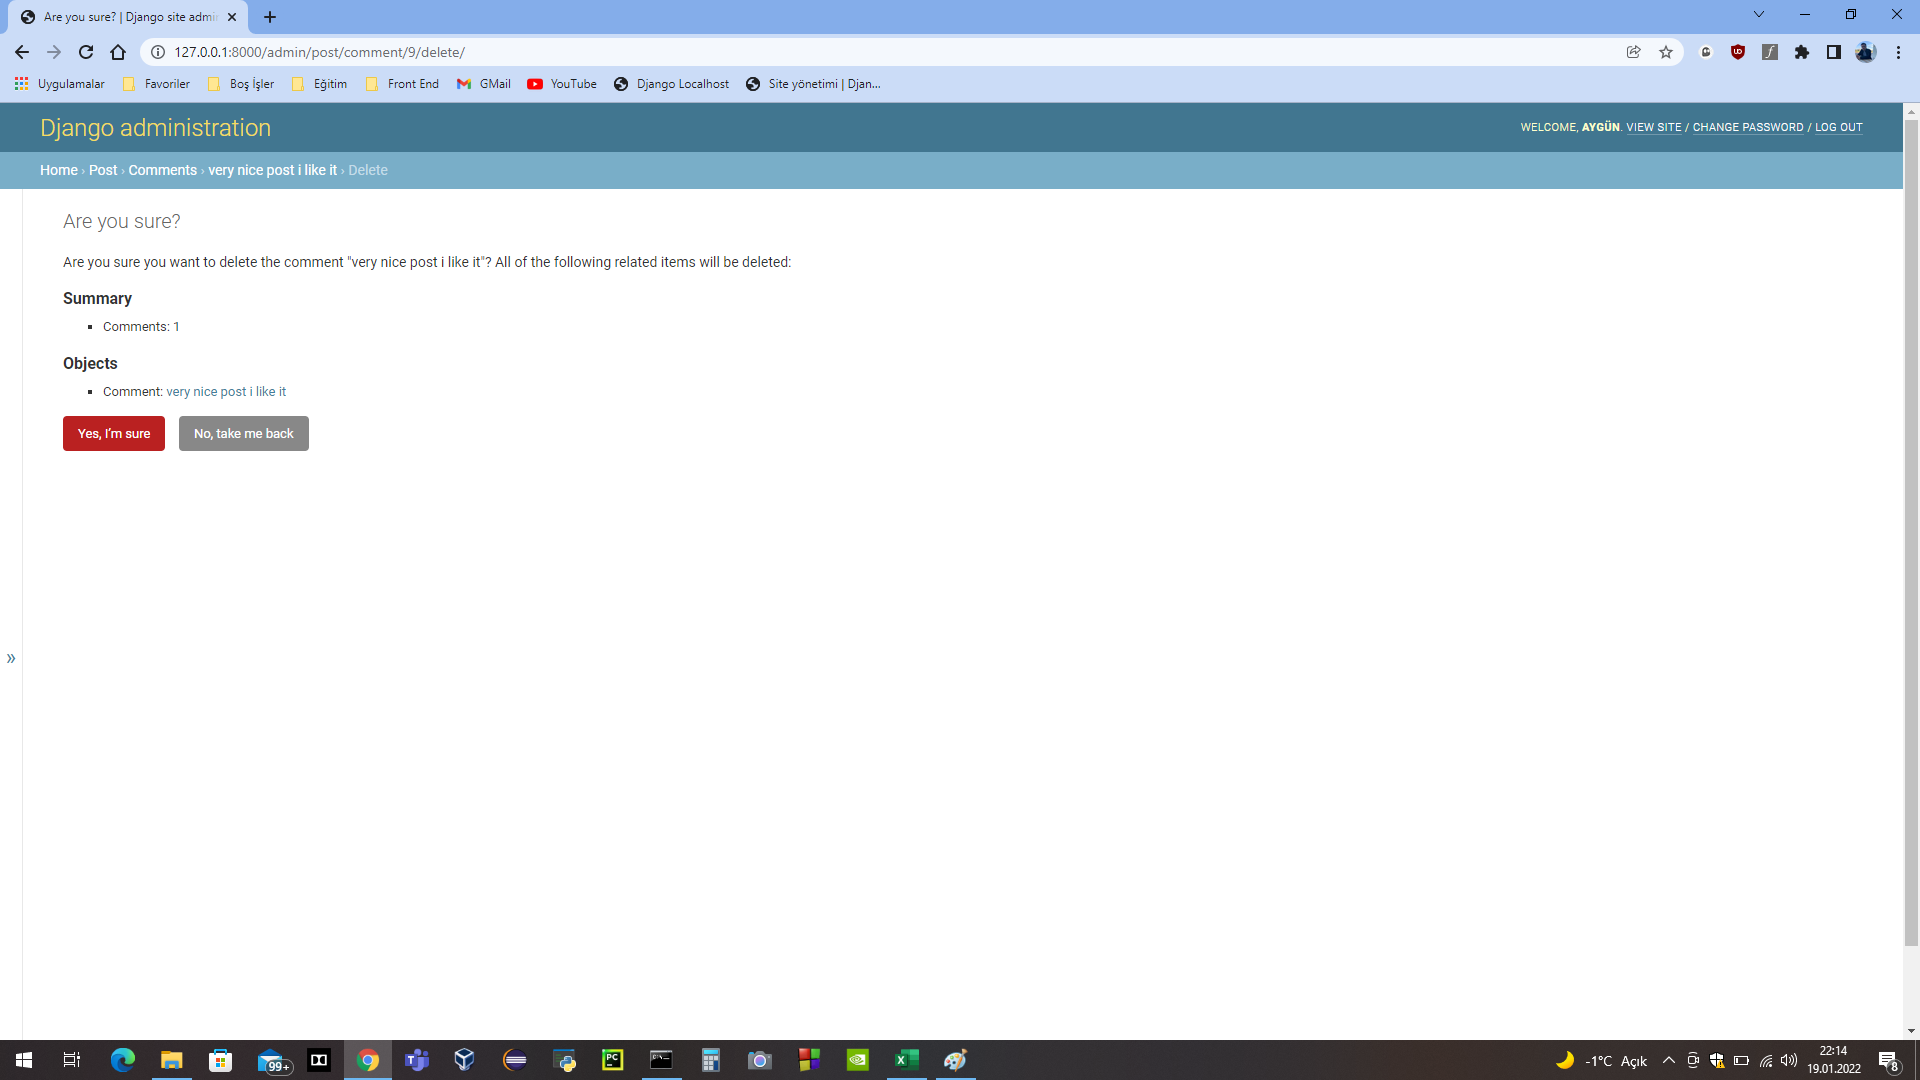 Are you sure? | Django site admin
127.0.0.1:8000/admin/post/comment/9/delete/
Uygulamalar Favoriler Boş İşler Eğitim Front End GMail YouTube Django Localhost Site yönetimi | Djan...
Django administration
WELCOME, AYGÜN. VIEW SITE / CHANGE PASSWORD / LOG OUT
Home › Post › Comments › very nice post i like it › Delete
Are you sure?
Are you sure you want to delete the comment "very nice post i like it"? All of the following related items will be deleted:
Summary
Comments: 1
Objects
Comment: very nice post i like it
Yes, I’m sure No, take me back
»
99+
-1°C Açık
22:14
19.01.2022
8